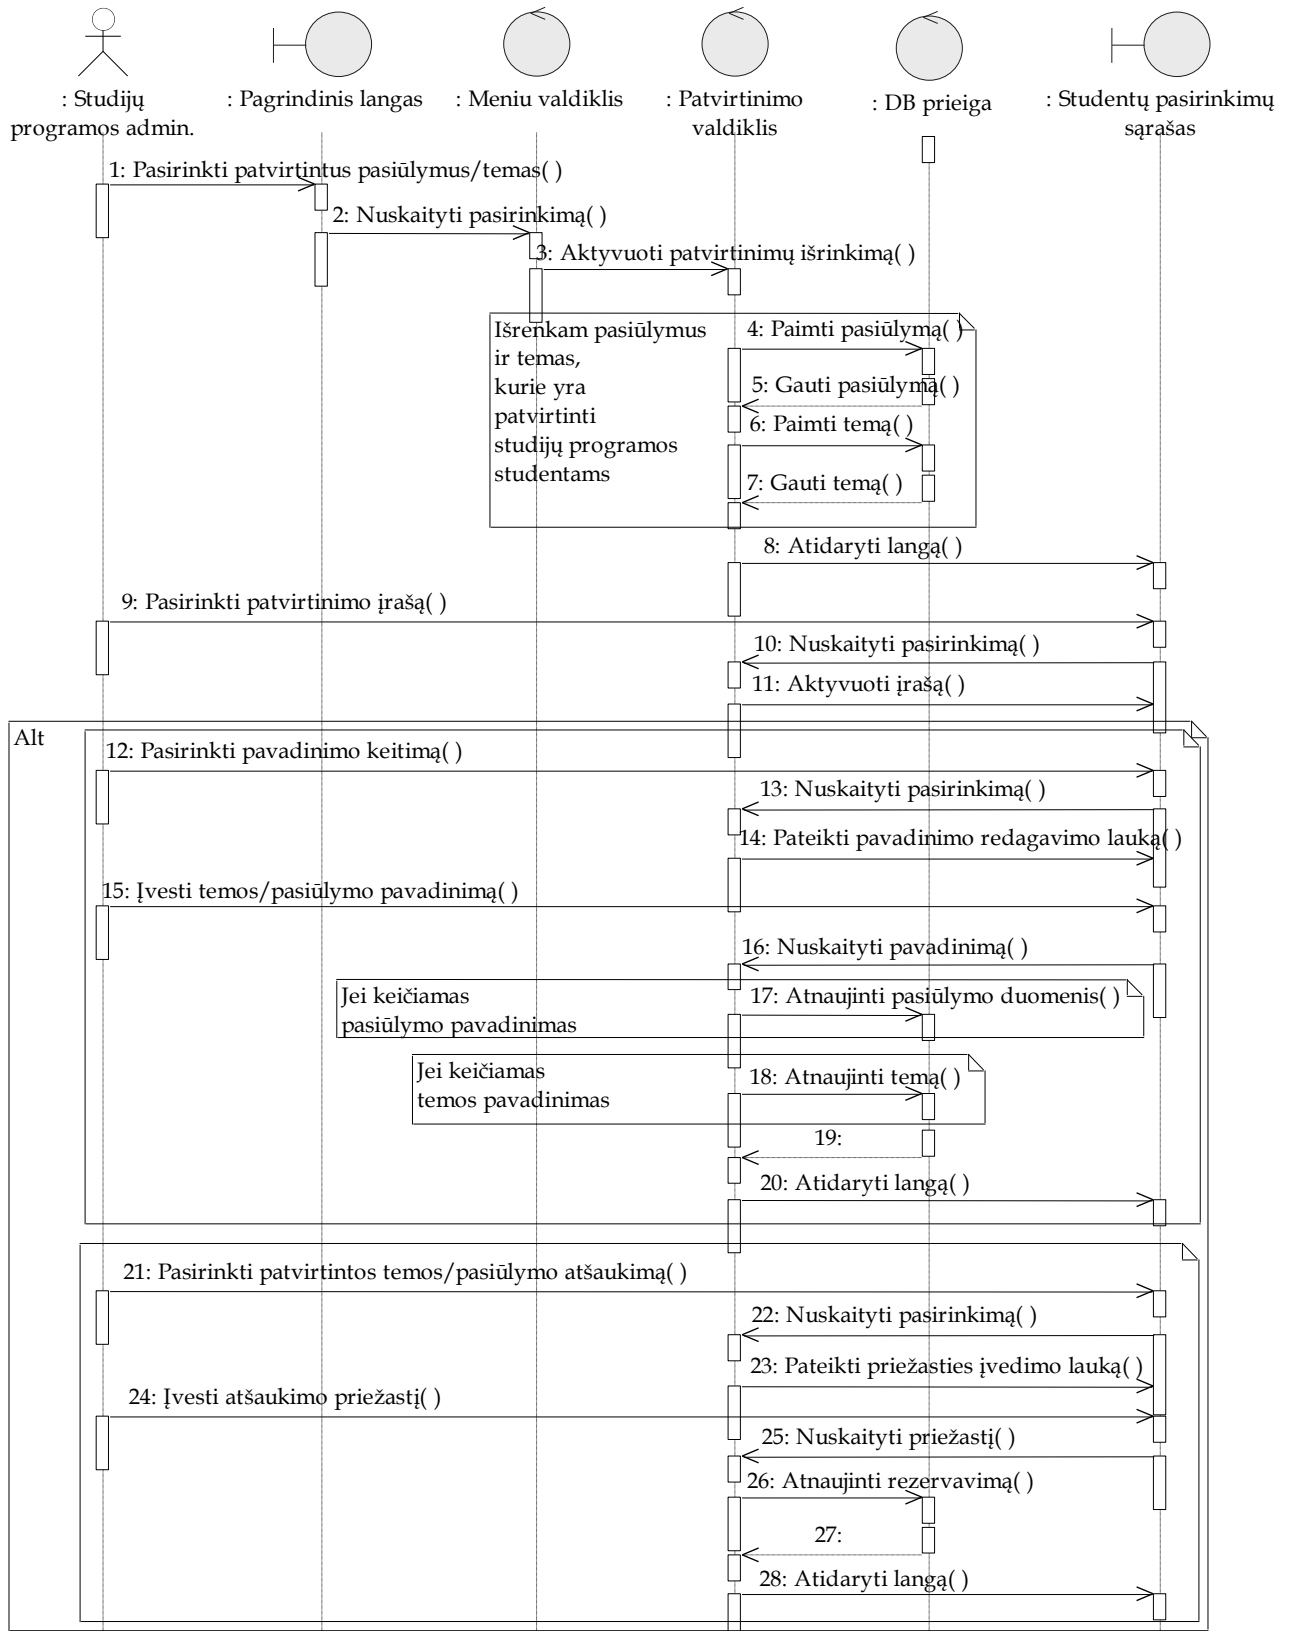 : Studijų
programos admin.
: Pagrindinis langas
: Meniu valdiklis
: Patvirtinimo
valdiklis
: DB prieiga
: Studentų pasirinkimų
sąrašas
1: Pasirinkti patvirtintus pasiūlymus/temas( )
2: Nuskaityti pasirinkimą( )
3: Aktyvuoti patvirtinimų išrinkimą( )
Išrenkam pasiūlymus
ir temas,
kurie yra
patvirtinti
studijų programos
studentams
4: Paimti pasiūlymą( )
5: Gauti pasiūlymą( )
6: Paimti temą( )
7: Gauti temą( )
8: Atidaryti langą( )
9: Pasirinkti patvirtinimo įrašą( )
10: Nuskaityti pasirinkimą( )
11: Aktyvuoti įrašą( )
Alt
12: Pasirinkti pavadinimo keitimą( )
13: Nuskaityti pasirinkimą( )
14: Pateikti pavadinimo redagavimo lauką( )
15: Įvesti temos/pasiūlymo pavadinimą( )
16: Nuskaityti pavadinimą( )
Jei keičiamas
pasiūlymo pavadinimas
17: Atnaujinti pasiūlymo duomenis( )
Jei keičiamas
temos pavadinimas
18: Atnaujinti temą( )
19:
20: Atidaryti langą( )
21: Pasirinkti patvirtintos temos/pasiūlymo atšaukimą( )
22: Nuskaityti pasirinkimą( )
23: Pateikti priežasties įvedimo lauką( )
24: Įvesti atšaukimo priežastį( )
25: Nuskaityti priežastį( )
26: Atnaujinti rezervavimą( )
27:
28: Atidaryti langą( )